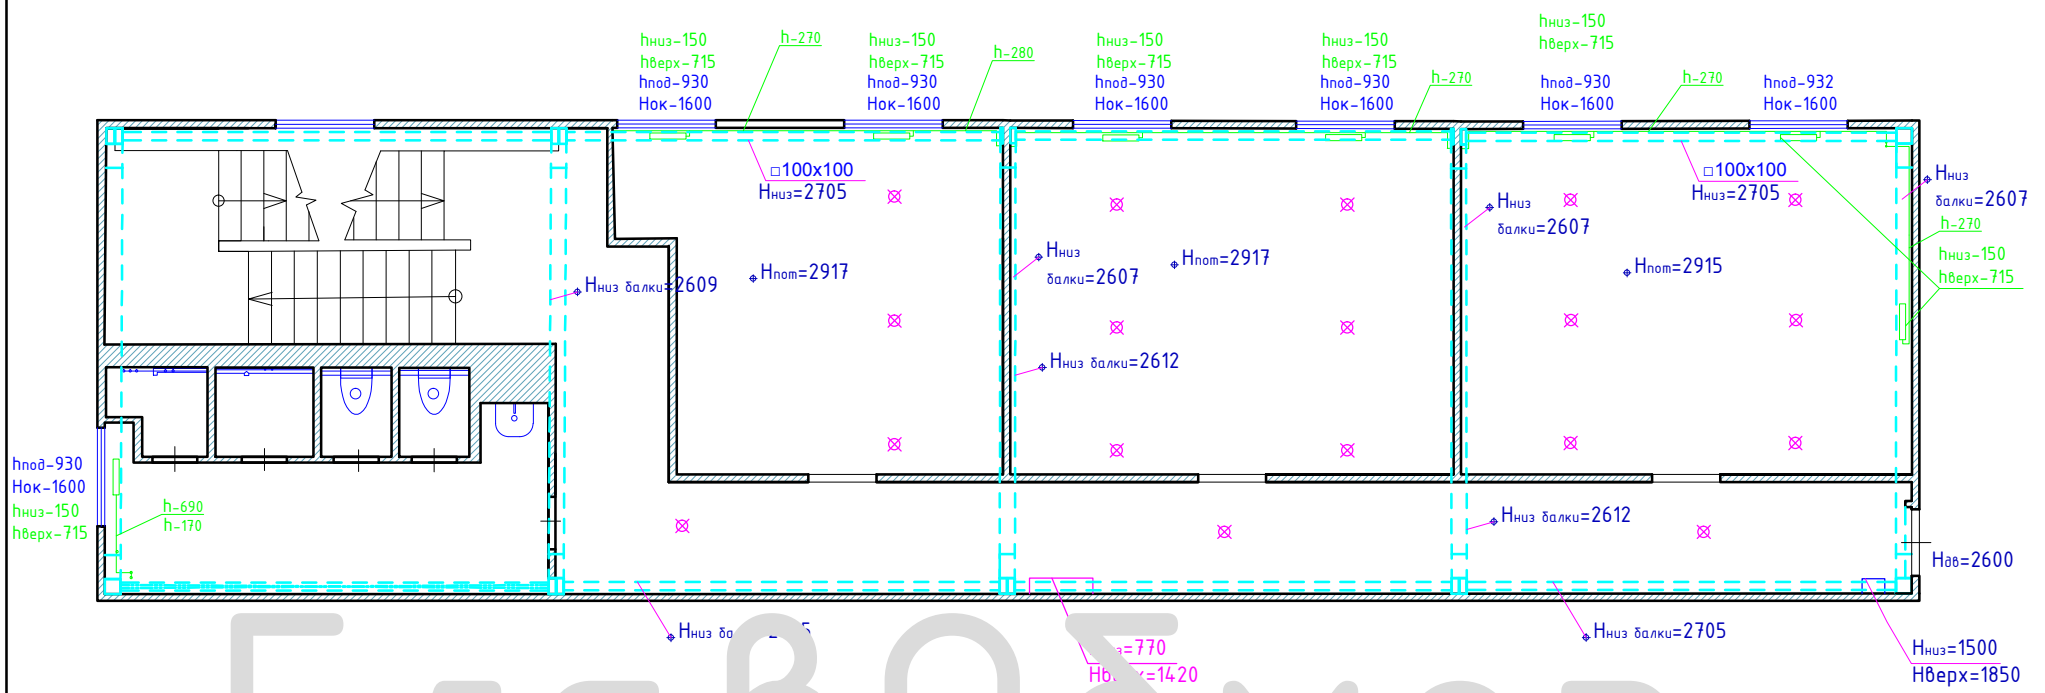 hниз-150
hниз-150
hверх-715
hпод-930
Нок-1600
h-270
hниз-150
hверх-715
hпод-930
Нок-1600
h-280
hниз-150
hверх-715
hпод-930
Нок-1600
hниз-150
hверх-715
hпод-930
Нок-1600
h-270
hверх-715
hпод-930
Нок-1600
h-270
hпод-932
Нок-1600
□100x100
Нниз=2705
□100x100
Нниз=2705
Нниз
балки=2607
Нниз
балки=2607
h-270
hниз-150
hверх-715
Нниз балки=2609
Нпот=2917
Нниз
балки=2607
Нпот=2917
Нпот=2915
Нниз балки=2612
hпод-930
Нок-1600
hниз-150
hверх-715
h-690
h-170
Нниз балки=2612
Ндв=2600
Нниз
=770
=1420
Нниз балки=2705
Нниз=1500
Нверх=1850